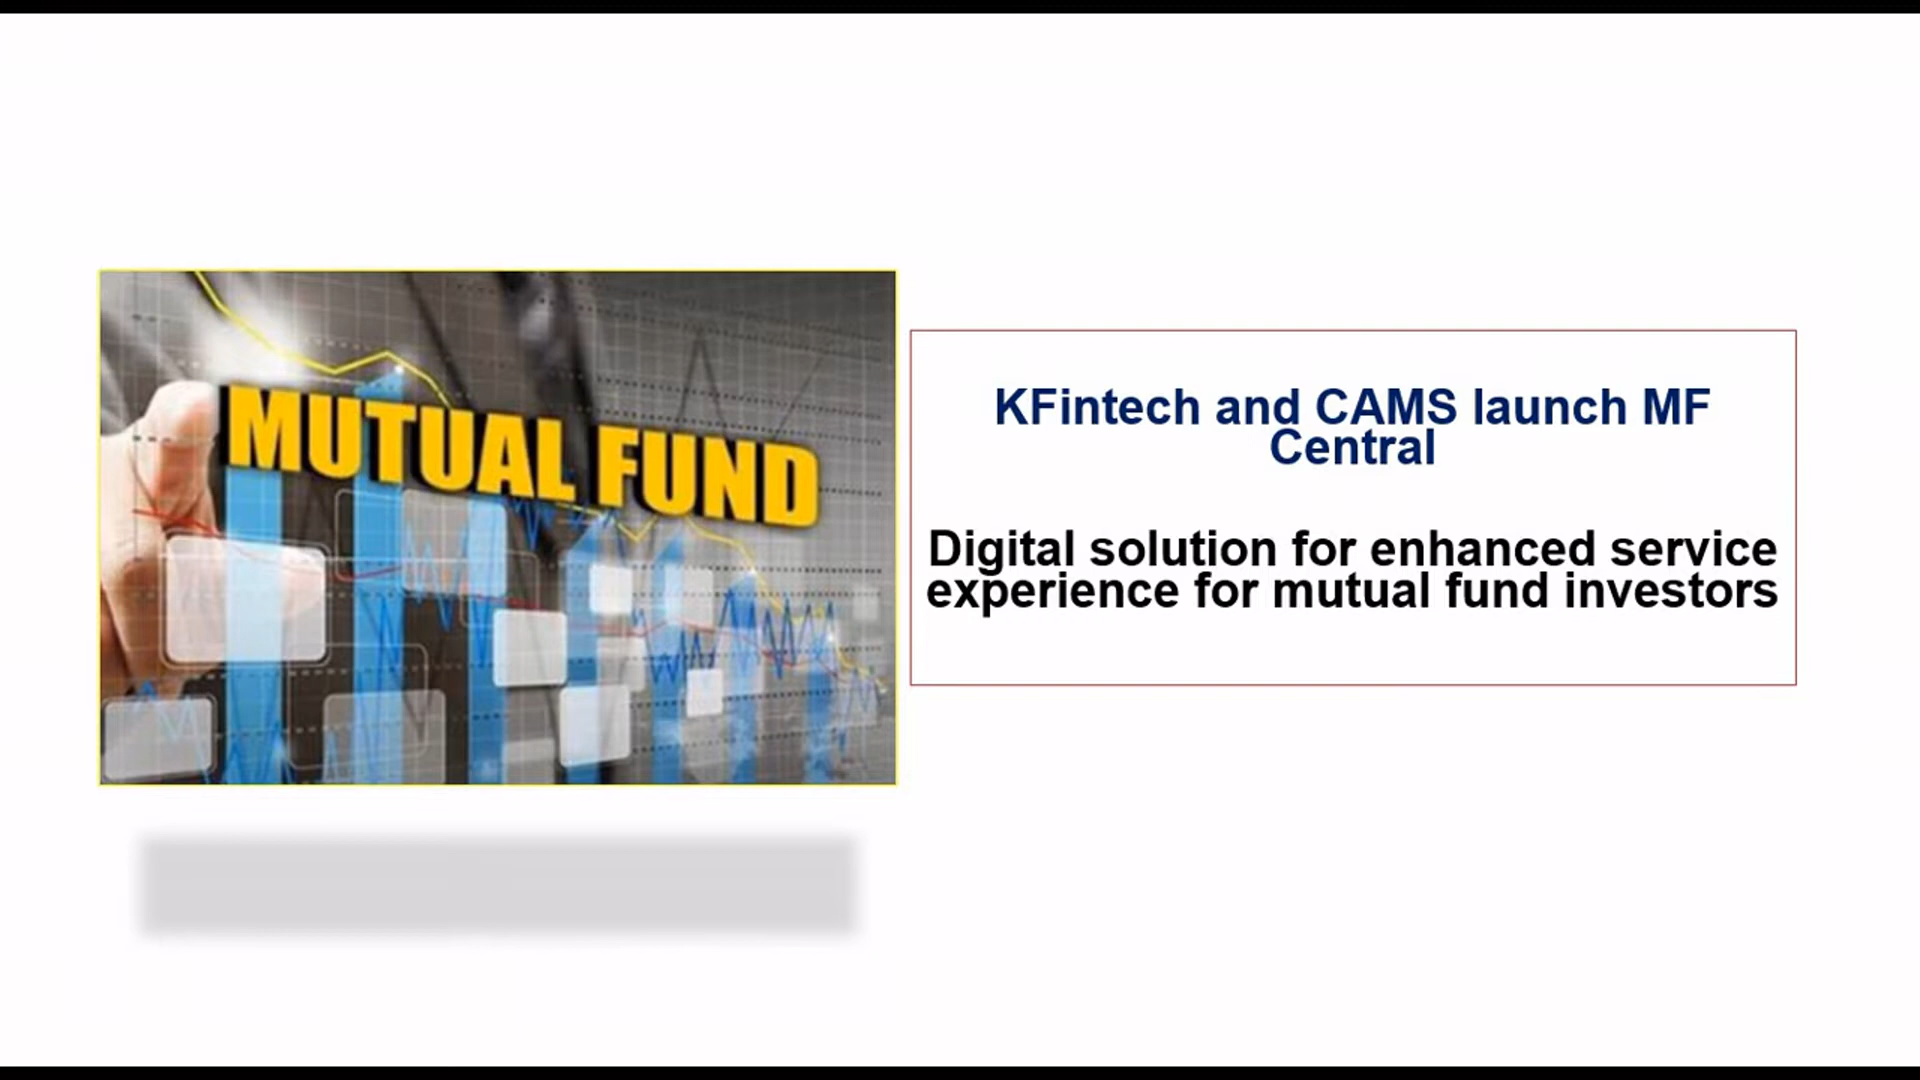 MUTUAL FUND
KFintech and CAMS launch MF
Central
Digital solution for enhanced service
experience for mutual fund investors